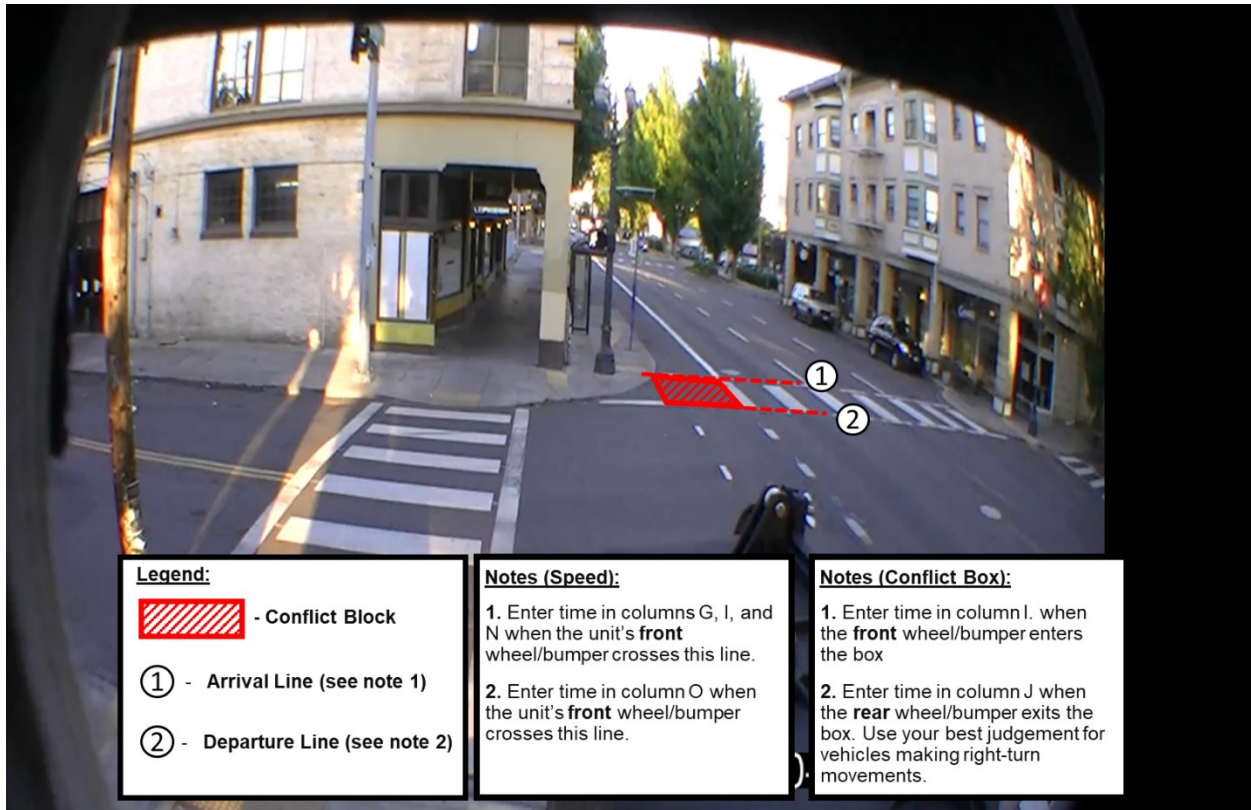 1
2
Legend:
- Conflict Block
1 - Arrival Line (see note 1)
2 - Departure Line (see note 2)
Notes (Speed):
1. Enter time in columns G, I, and
N when the unit's front
wheel/bumper crosses this line.
2. Enter time in column O when
the unit's front wheel/bumper
crosses this line.
Notes (Conflict Box):
1. Enter time in column I. when
the front wheel/bumper enters
the box
2. Enter time in column J when
the rear wheel/bumper exits the
box. Use your best judgement for
vehicles making right-turn
movements.